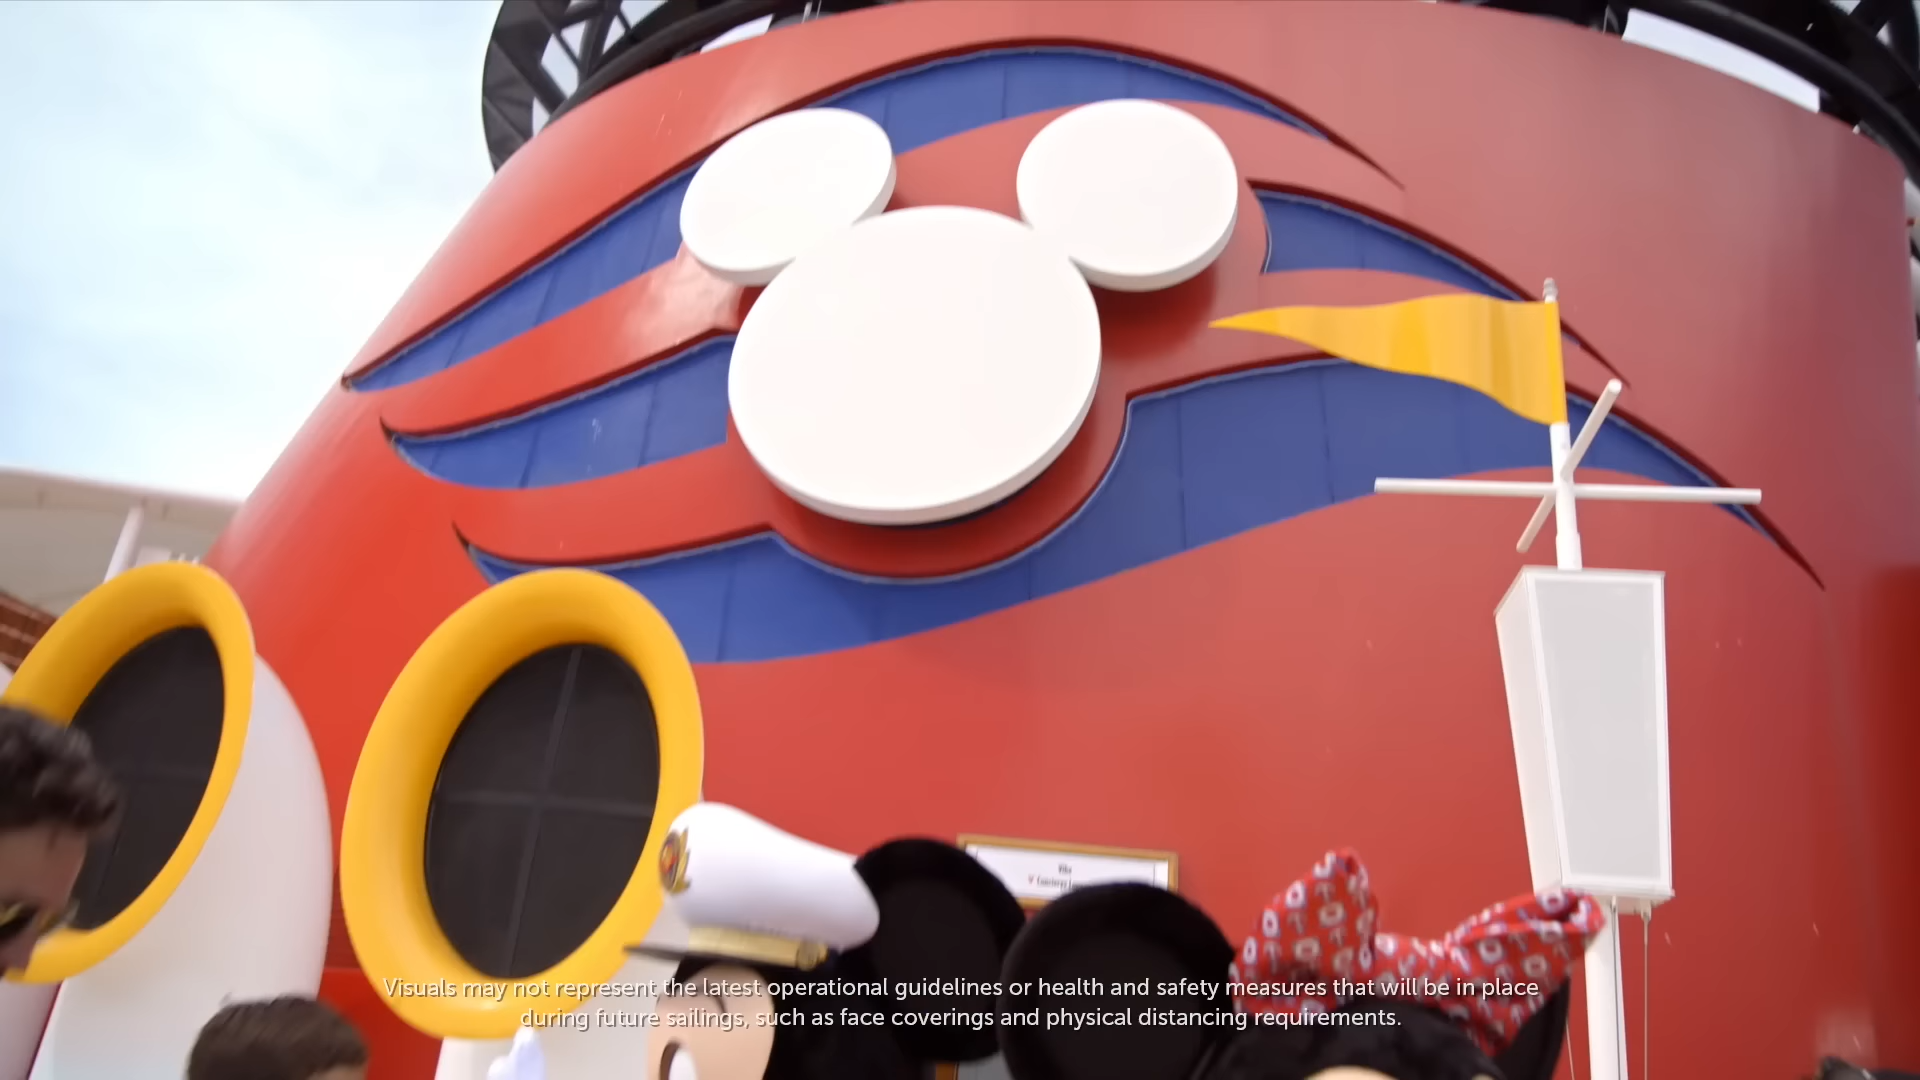 Vibe
Visuals may not represent the latest operational guidelines or health and safety measures that will be in place
during future sailings, such as face coverings and physical distancing requirements.